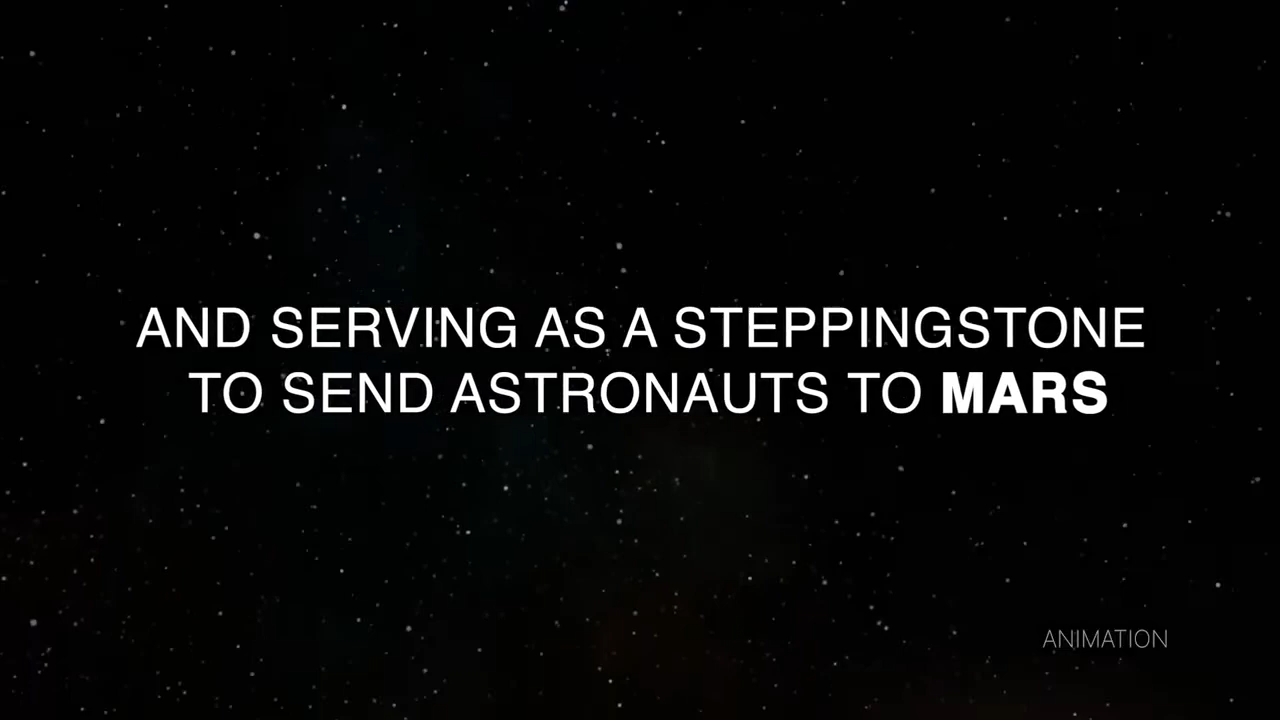 AND SERVING AS A STEPPINGSTONE
TO SEND ASTRONAUTS TO MARS
ANIMATION